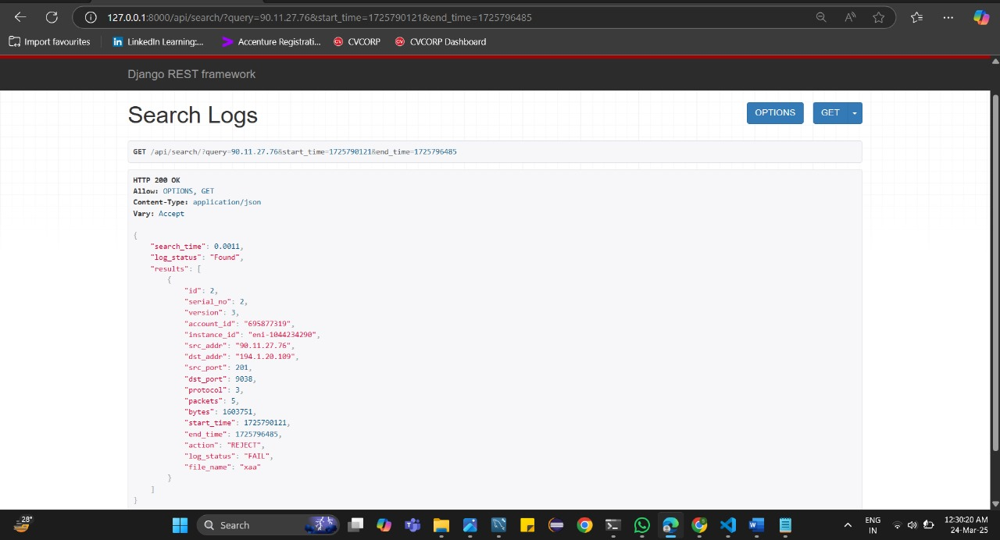 127.0.0.1:8000/api/search/?query=90.11.27.76&start_time=1725790121&end_time=1725796485
Import favourites
in LinkedIn Learning:...
Accenture Registrati...
CV CVCORP
CV CVCORP Dashboard
Django REST framework
Search Logs
OPTIONS
GET
GET /api/search/?query=90.11.27.76&start_time=1725790121&end_time=1725796485
HTTP 200 OK
Allow: OPTIONS, GET
Content-Type: application/json
Vary: Accept
{
"search_time": 0.0011,
"log_status": "Found",
"results": [
{
"id": 2,
"serial_no": 2,
"version": 3,
"account_id": "695877319",
"instance_id": "eni-1044234290",
"src_addr": "90.11.27.76",
"dst_addr": "194.1.20.109",
"src_port": 201,
"dst_port": 9038,
"protocol": 3,
"packets": 5,
"bytes": 1603751,
"start_time": 1725790121,
"end_time": 1725796485,
"action": "REJECT",
"log_status": "FAIL",
"file_name": "xaa"
}
]
}
28°
Search
ENG
IN
12:30:20 AM
24-Mar-25